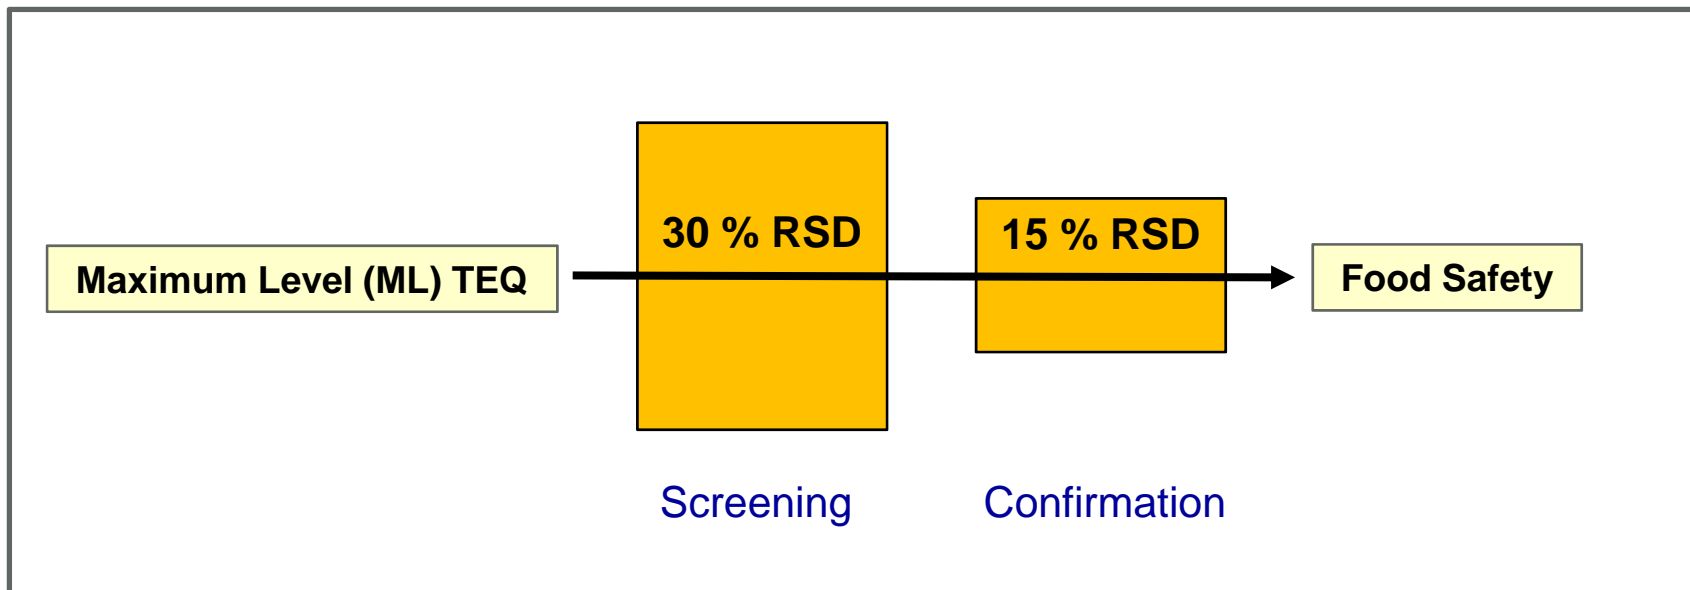 30 % RSD
15 % RSD
Maximum Level (ML) TEQ
Food Safety
Screening
Confirmation